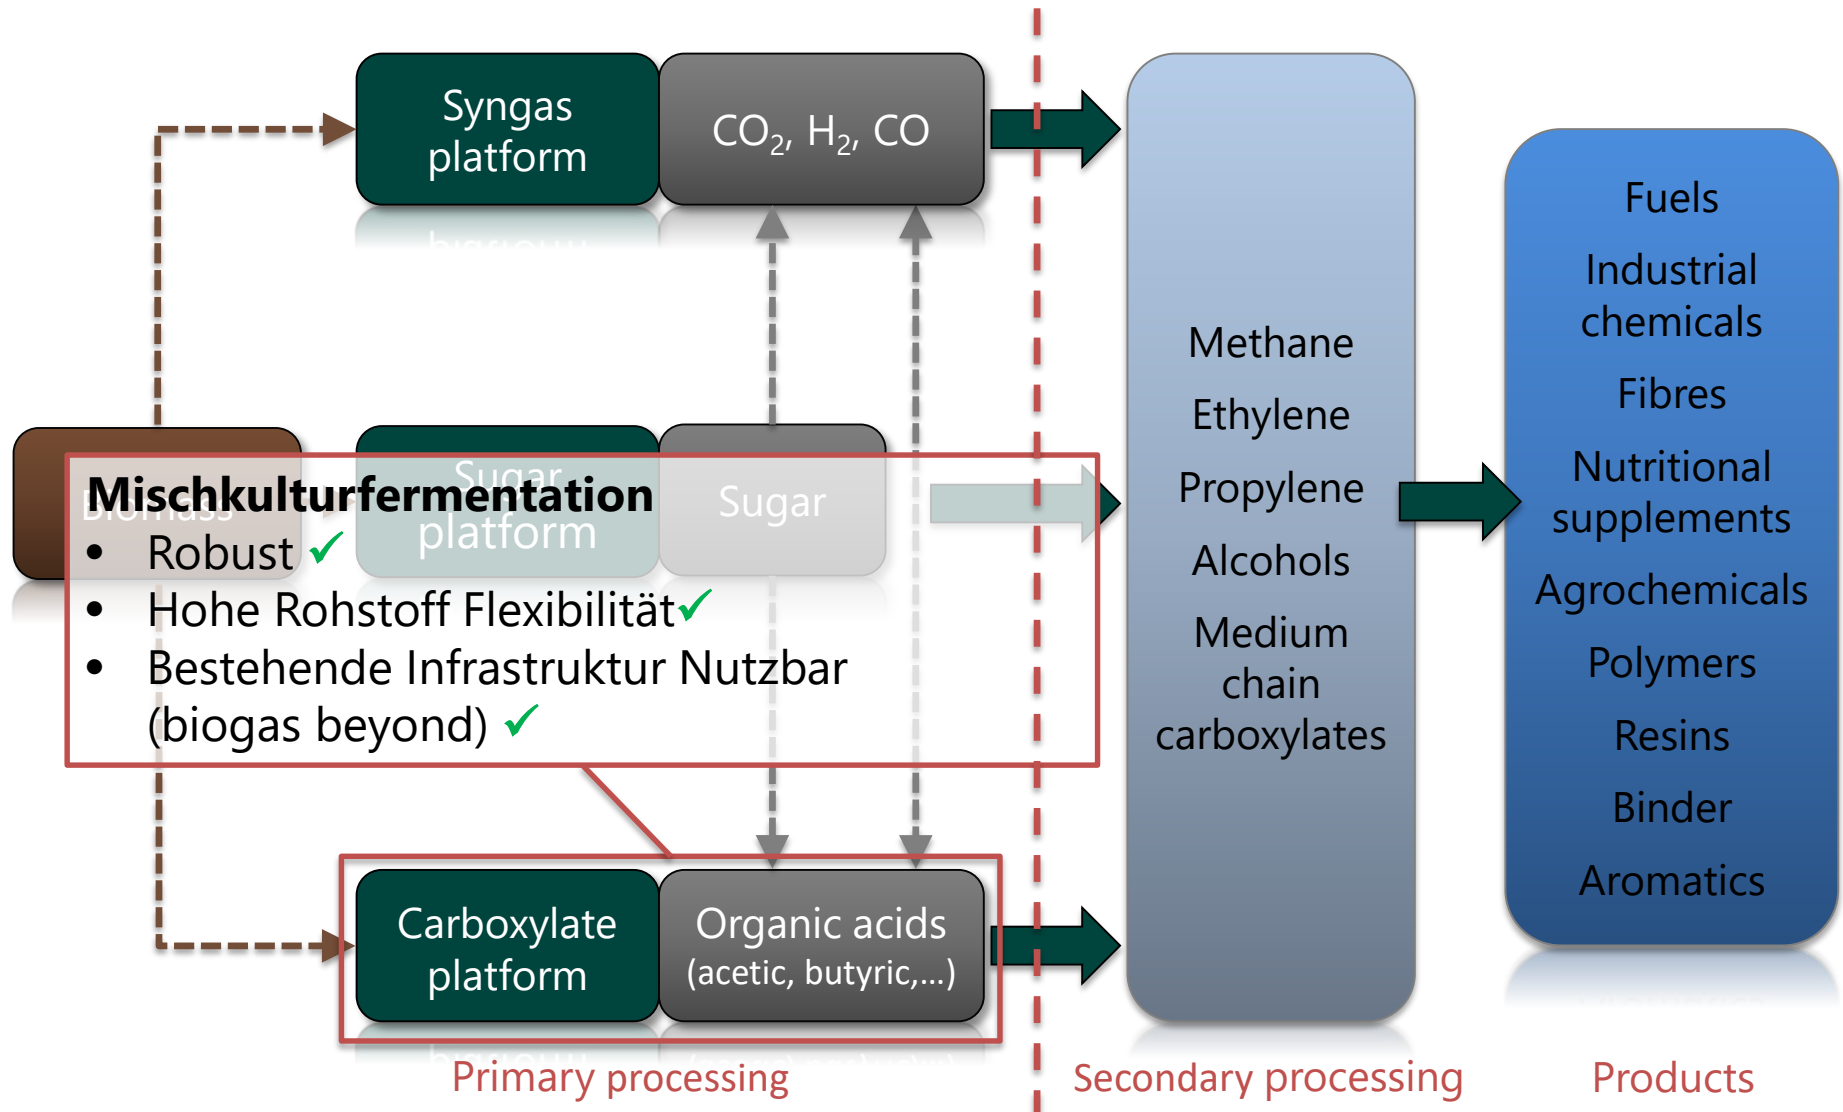 Syngas
platform
CO₂, H₂, CO
Biomass
Sugar
platform
Sugar
Mischkulturfermentation
• Robust ✓
• Hohe Rohstoff Flexibilität ✓
• Bestehende Infrastruktur Nutzbar
(biogas beyond) ✓
Carboxylate
platform
Organic acids
(acetic, butyric,...)
Methane
Ethylene
Propylene
Alcohols
Medium
chain
carboxylates
Fuels
Industrial
chemicals
Fibres
Nutritional
supplements
Agrochemicals
Polymers
Resins
Binder
Aromatics
Primary processing
Secondary processing
Products